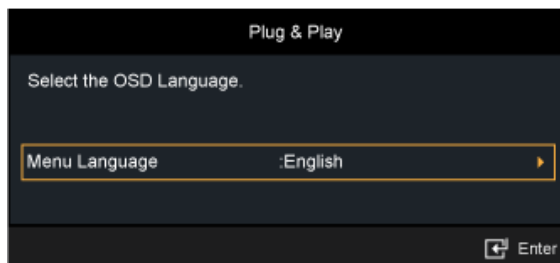 Plug & Play
Select the OSD Language.
Menu Language :English
Enter